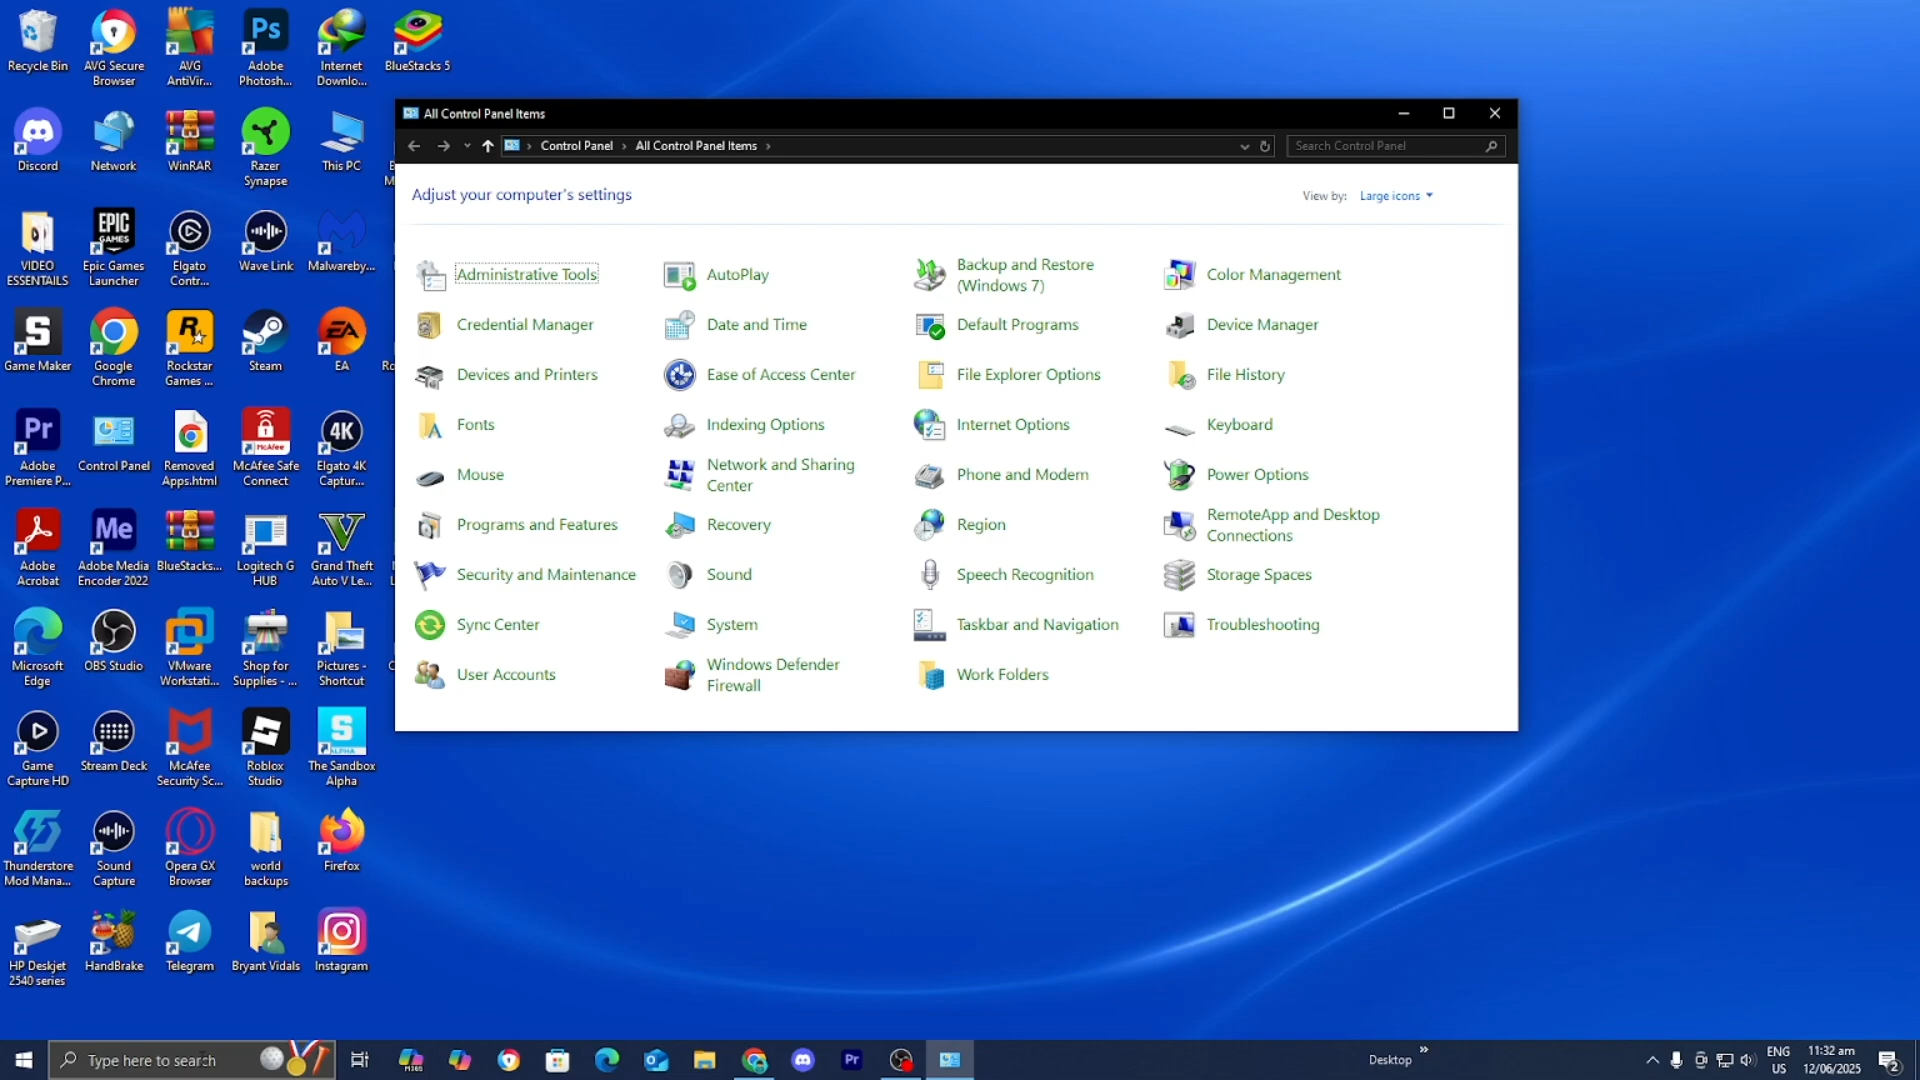 Recycle Bin
AVG Secure
Browser
AVG
AntiVir...
Adobe
Photosh...
Internet
Downlo...
BlueStacks 5
Discord
Network
WinRAR
Razer
Synapse
This PC
VIDEO
ESSENTAILS
Epic Games
Launcher
Elgato
Contr...
Wave Link
Malwareby...
Game Maker
Google
Chrome
Rockstar
Games ...
Steam
EA
Adobe
Premiere P...
Control Panel
Removed
Apps.html
McAfee Safe
Connect
Elgato 4K
Captur...
Adobe
Acrobat
Adobe Media
Encoder 2022
BlueStacks...
Logitech G
HUB
Grand Theft
Auto V Le...
Microsoft
Edge
OBS Studio
VMware
Workstati...
Shop for
Supplies - ...
Pictures -
Shortcut
Game
Capture HD
Stream Deck
McAfee
Security Sc...
Roblox
Studio
The Sandbox
Alpha
Thunderstore
Mod Mana...
Sound
Capture
Opera GX
Browser
world
backups
Firefox
HP Deskjet
2540 series
HandBrake
Telegram
Bryant Vidals
Instagram
All Control Panel Items
Control Panel
All Control Panel Items
Search Control Panel
Adjust your computer's settings
View by: Large icons
Administrative Tools
AutoPlay
Backup and Restore
(Windows 7)
Color Management
Credential Manager
Date and Time
Default Programs
Device Manager
Devices and Printers
Ease of Access Center
File Explorer Options
File History
Fonts
Indexing Options
Internet Options
Keyboard
Mouse
Network and Sharing
Center
Phone and Modem
Power Options
Programs and Features
Recovery
Region
RemoteApp and Desktop
Connections
Security and Maintenance
Sound
Speech Recognition
Storage Spaces
Sync Center
System
Taskbar and Navigation
Troubleshooting
User Accounts
Windows Defender
Firewall
Work Folders
Type here to search
Desktop
ENG
US
11:32 am
12/06/2025
2